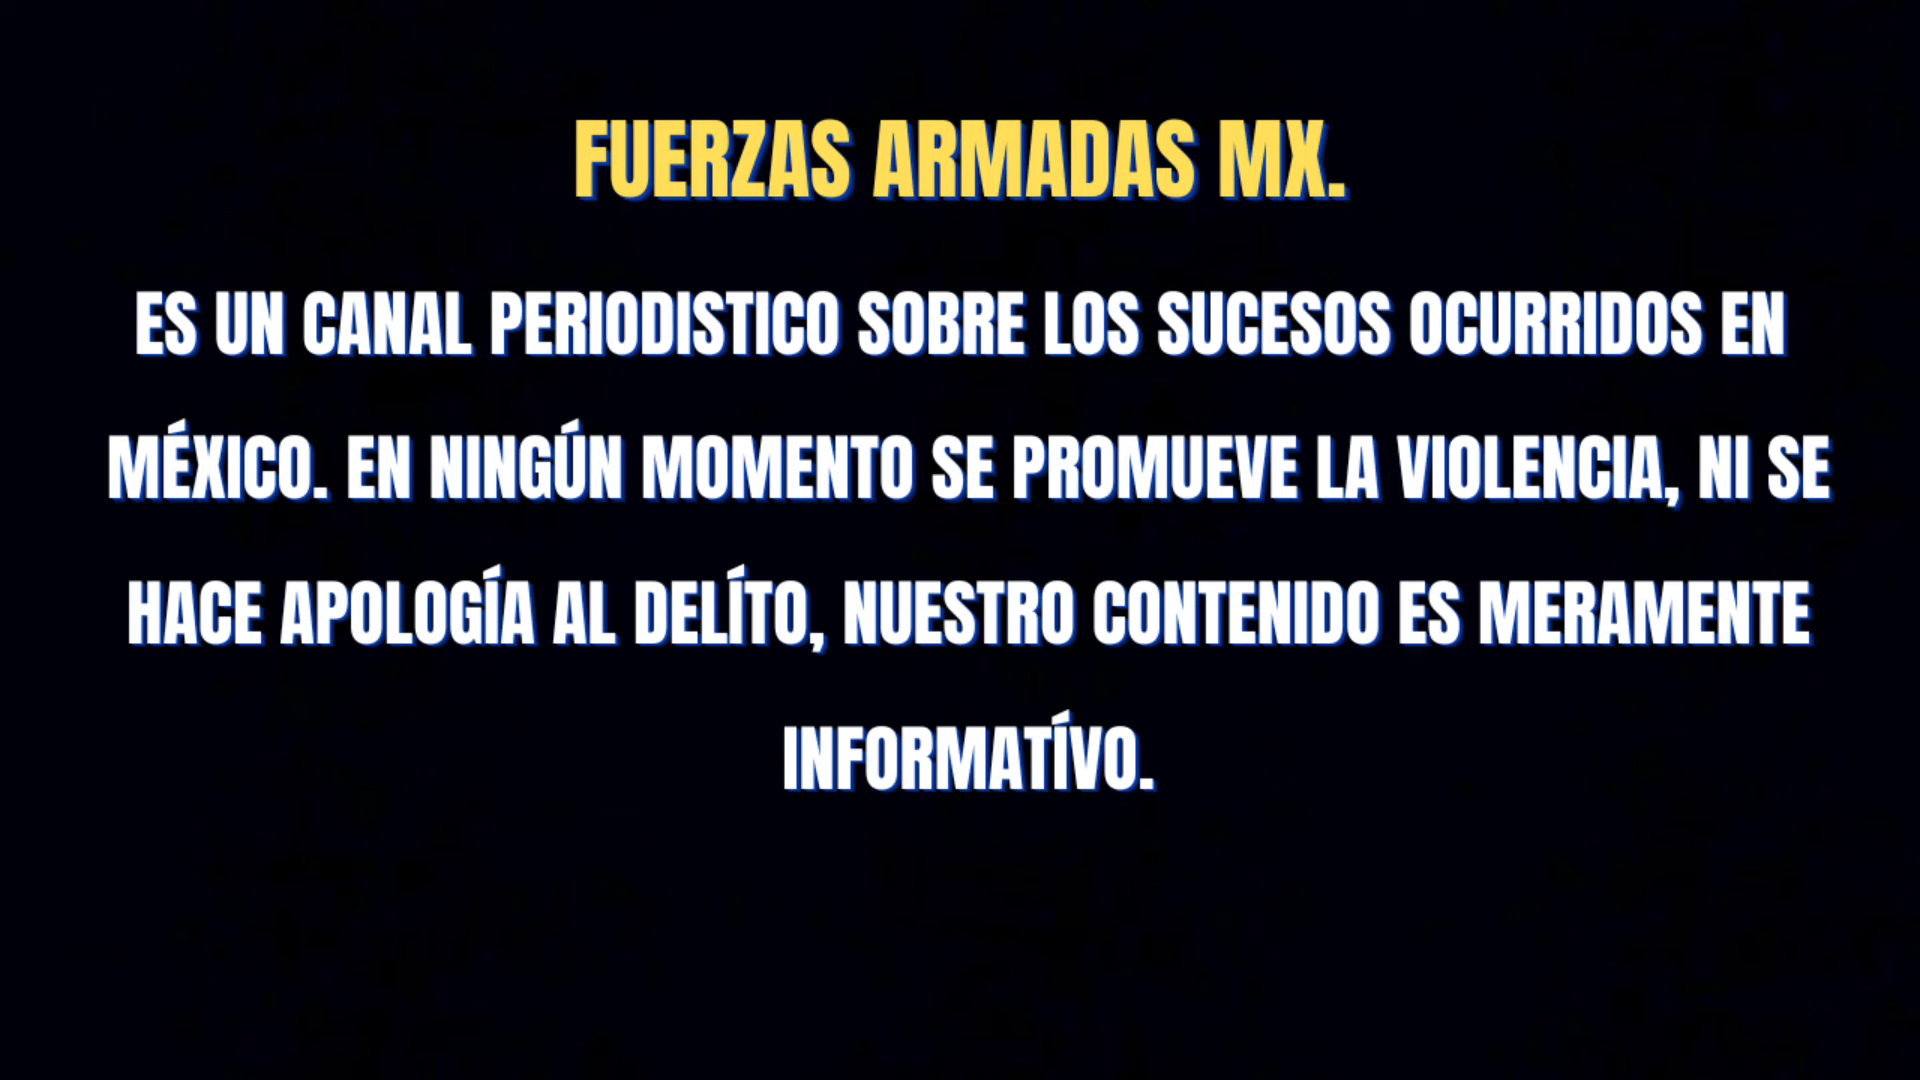 FUERZAS ARMADAS MX.
ES UN CANAL PERIODISTICO SOBRE LOS SUCESOS OCURRIDOS EN
MÉXICO. EN NINGÚN MOMENTO SE PROMUEVE LA VIOLENCIA, NI SE
HACE APOLOGÍA AL DELÍTO, NUESTRO CONTENIDO ES MERAMENTE
INFORMATÍVO.